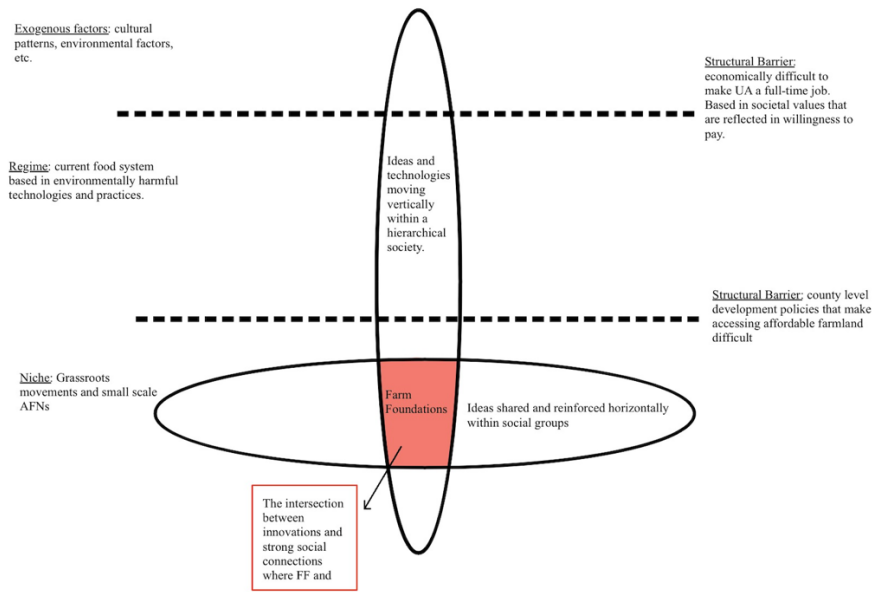 Exogenous factors: cultural
patterns, environmental factors,
etc.
Structural Barrier:
economically difficult to
make UA a full-time job.
Based in societal values that
are reflected in willingness to
pay.
Regime: current food system
based in environmentally harmful
technologies and practices.
Ideas and
technologies
moving
vertically
within a
hierarchical
society.
Structural Barrier: county level
development policies that make
accessing affordable farmland
difficult
Niche: Grassroots
movements and small scale
AFNs
Farm
Foundations
Ideas shared and reinforced horizontally
within social groups
The intersection
between
innovations and
strong social
connections
where FF and